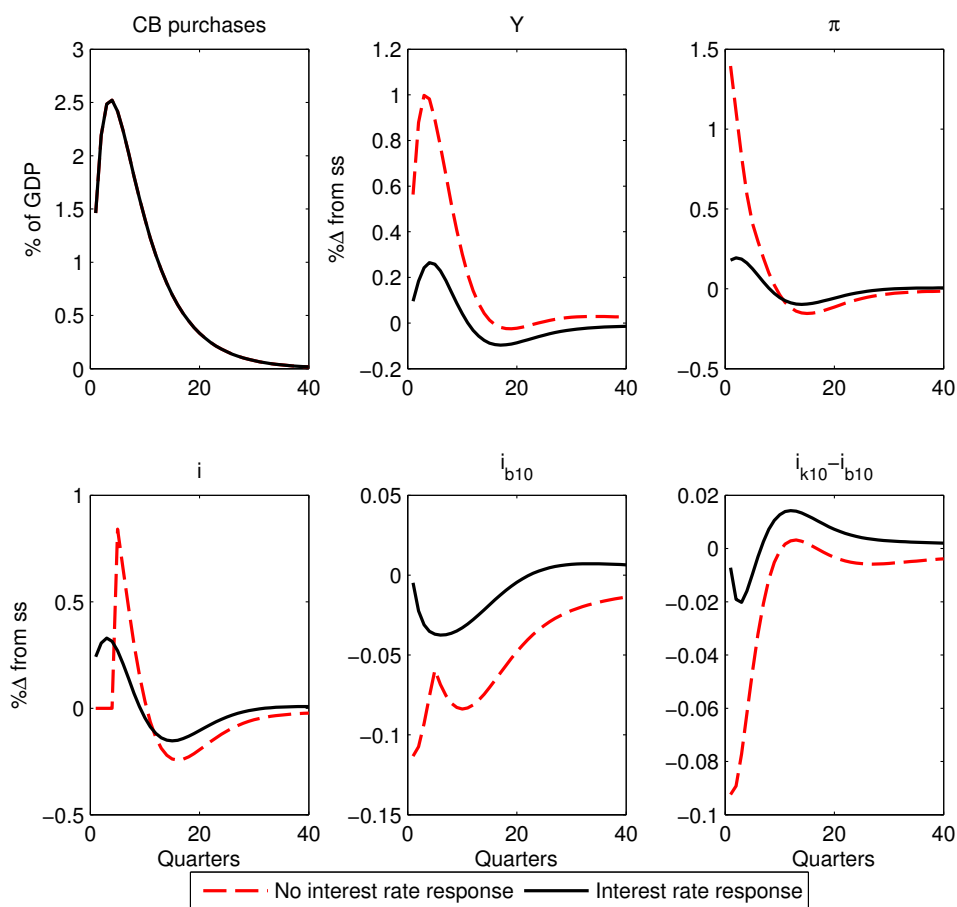 CB purchases
Y
π
3
2.5
2
1.5
1
0.5
0
% of GDP
0 20 40
1.2
1
0.8
0.6
0.4
0.2
0
−0.2
%Δ from ss
0 20 40
1.5
1
0.5
0
−0.5
0 20 40
i
i_b10
i_k10−i_b10
1
0.5
0
−0.5
%Δ from ss
0 20 40
Quarters
0.05
0
−0.05
−0.1
−0.15
0 20 40
Quarters
0.02
0
−0.02
−0.04
−0.06
−0.08
−0.1
0 20 40
Quarters
No interest rate response Interest rate response